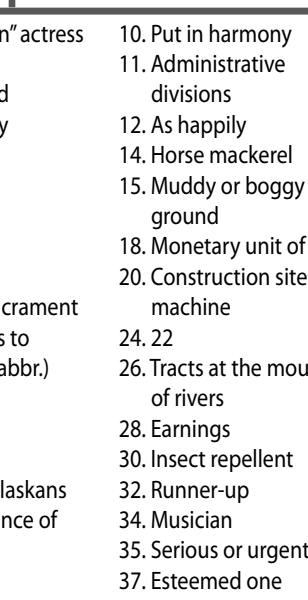 n” actress
d
y
crament
s to
abbr.)
laskans
nce of
10. Put in harmony
11. Administrative
divisions
12. As happily
14. Horse mackerel
15. Muddy or boggy
ground
18. Monetary unit of
20. Construction site
machine
24. 22
26. Tracts at the mou
of rivers
28. Earnings
30. Insect repellent
32. Runner-up
34. Musician
35. Serious or urgent
37. Esteemed one